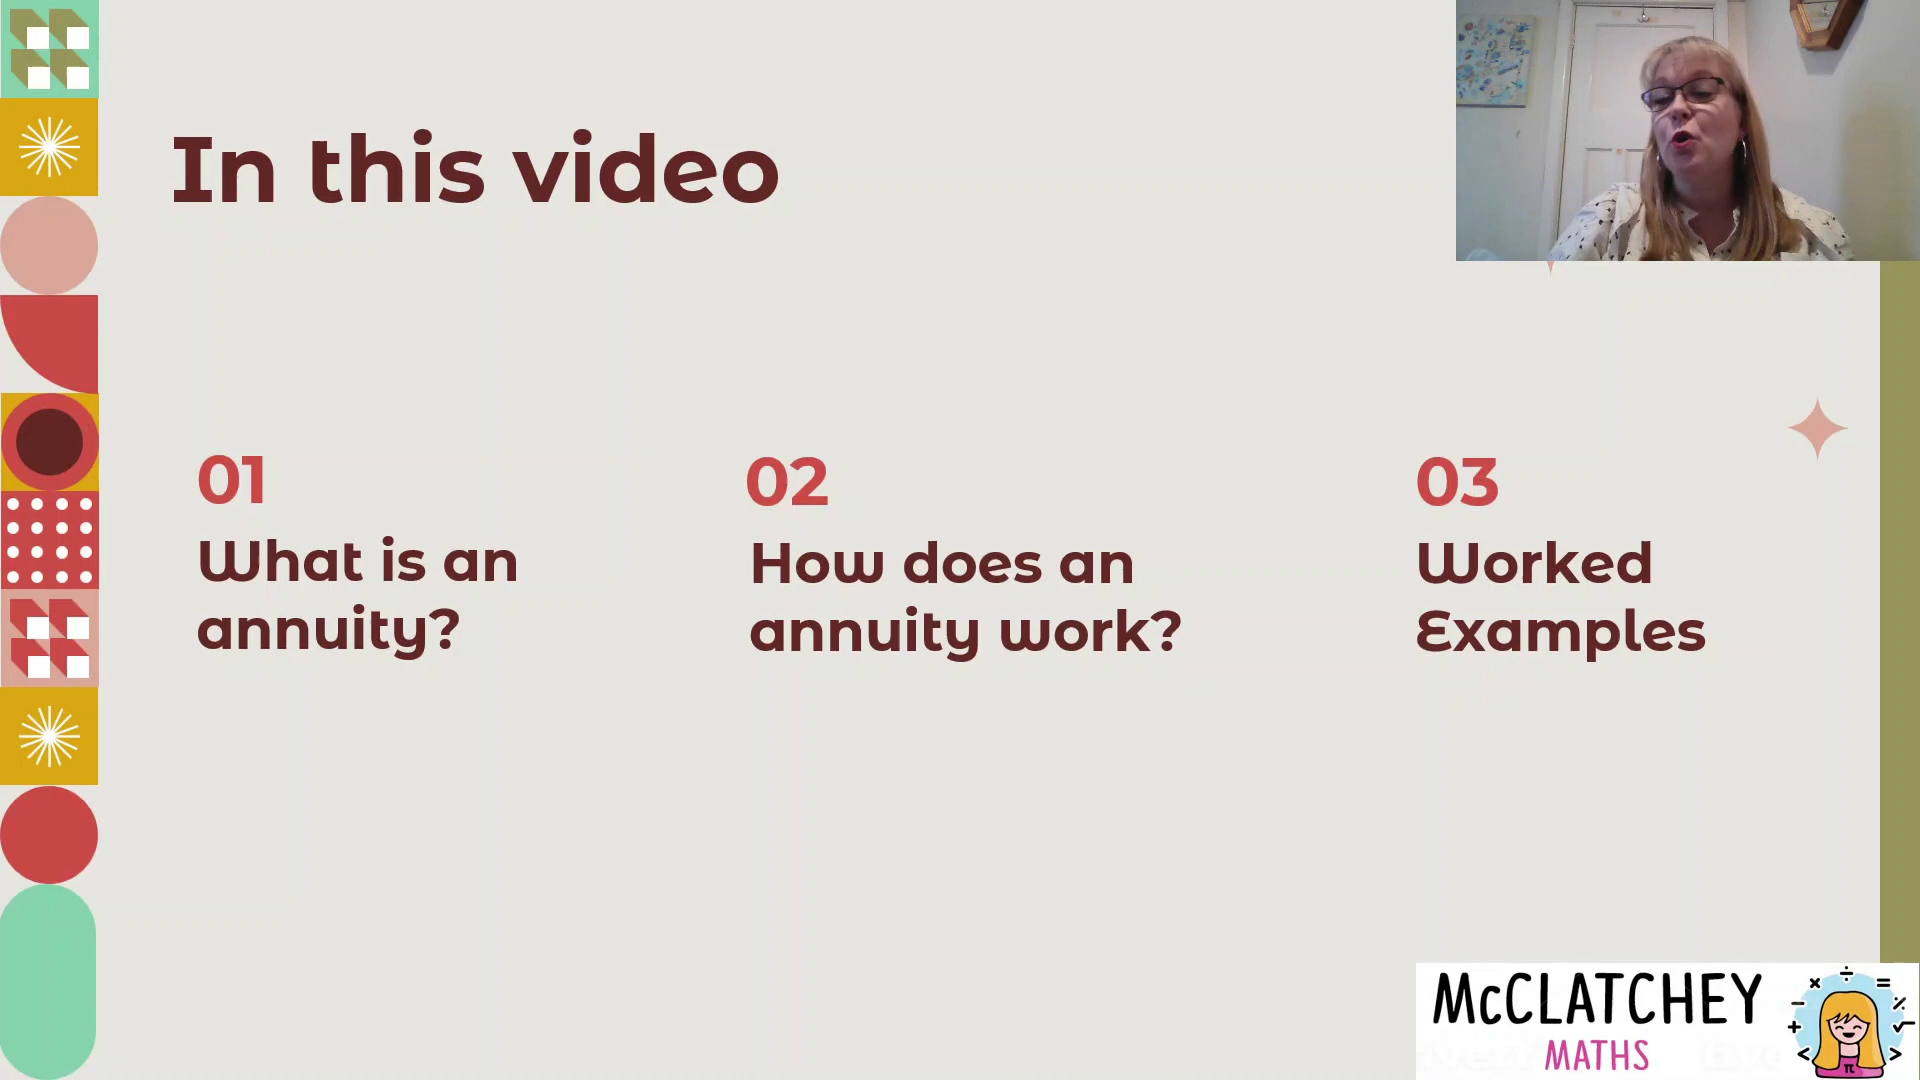 In this video
01
What is an
annuity?
02
How does an
annuity work?
03
Worked
Examples
McCLATCHEY
MATHS